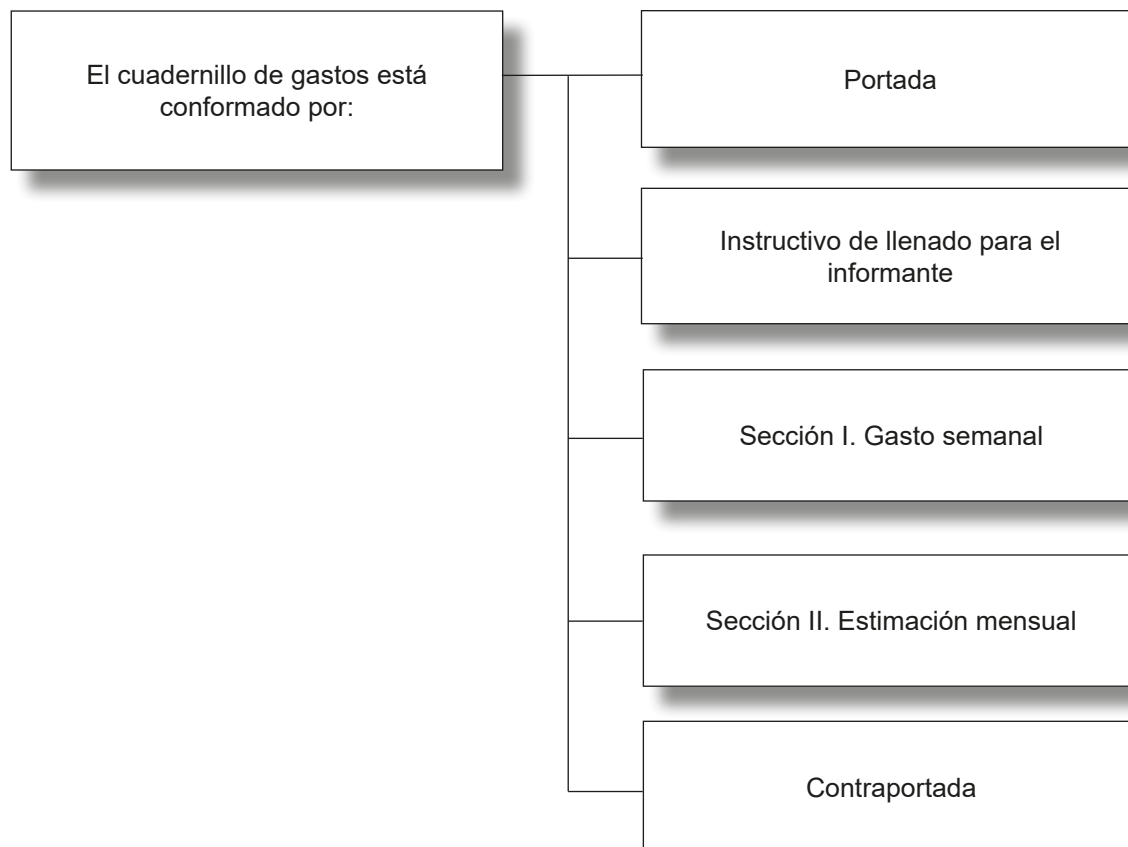 El cuadernillo de gastos está
conformado por:
Portada
Instructivo de llenado para el
informante
Sección I. Gasto semanal
Sección II. Estimación mensual
Contraportada